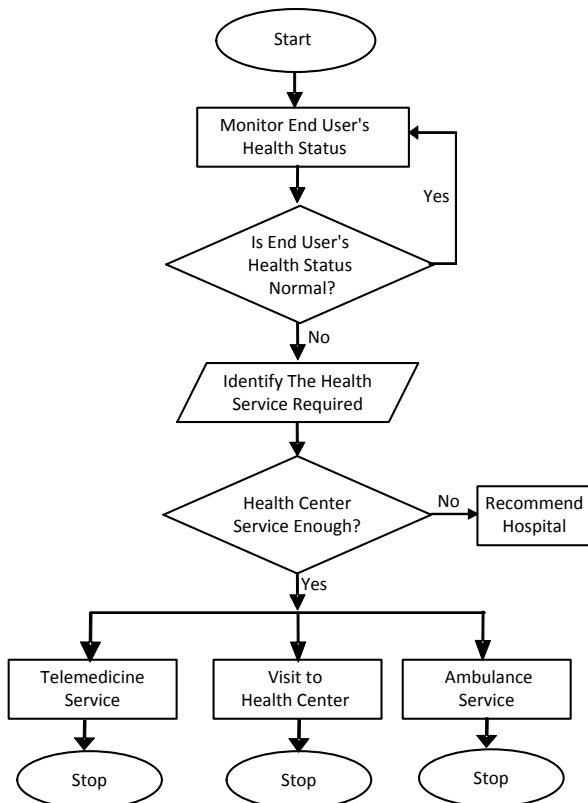 Start
Monitor End User's
Health Status
Yes
Is End User's
Health Status
Normal?
No
Identify The Health
Service Required
Health Center
Service Enough?
No
Recommend
Hospital
Yes
Telemedicine
Service
Visit to
Health Center
Ambulance
Service
Stop
Stop
Stop